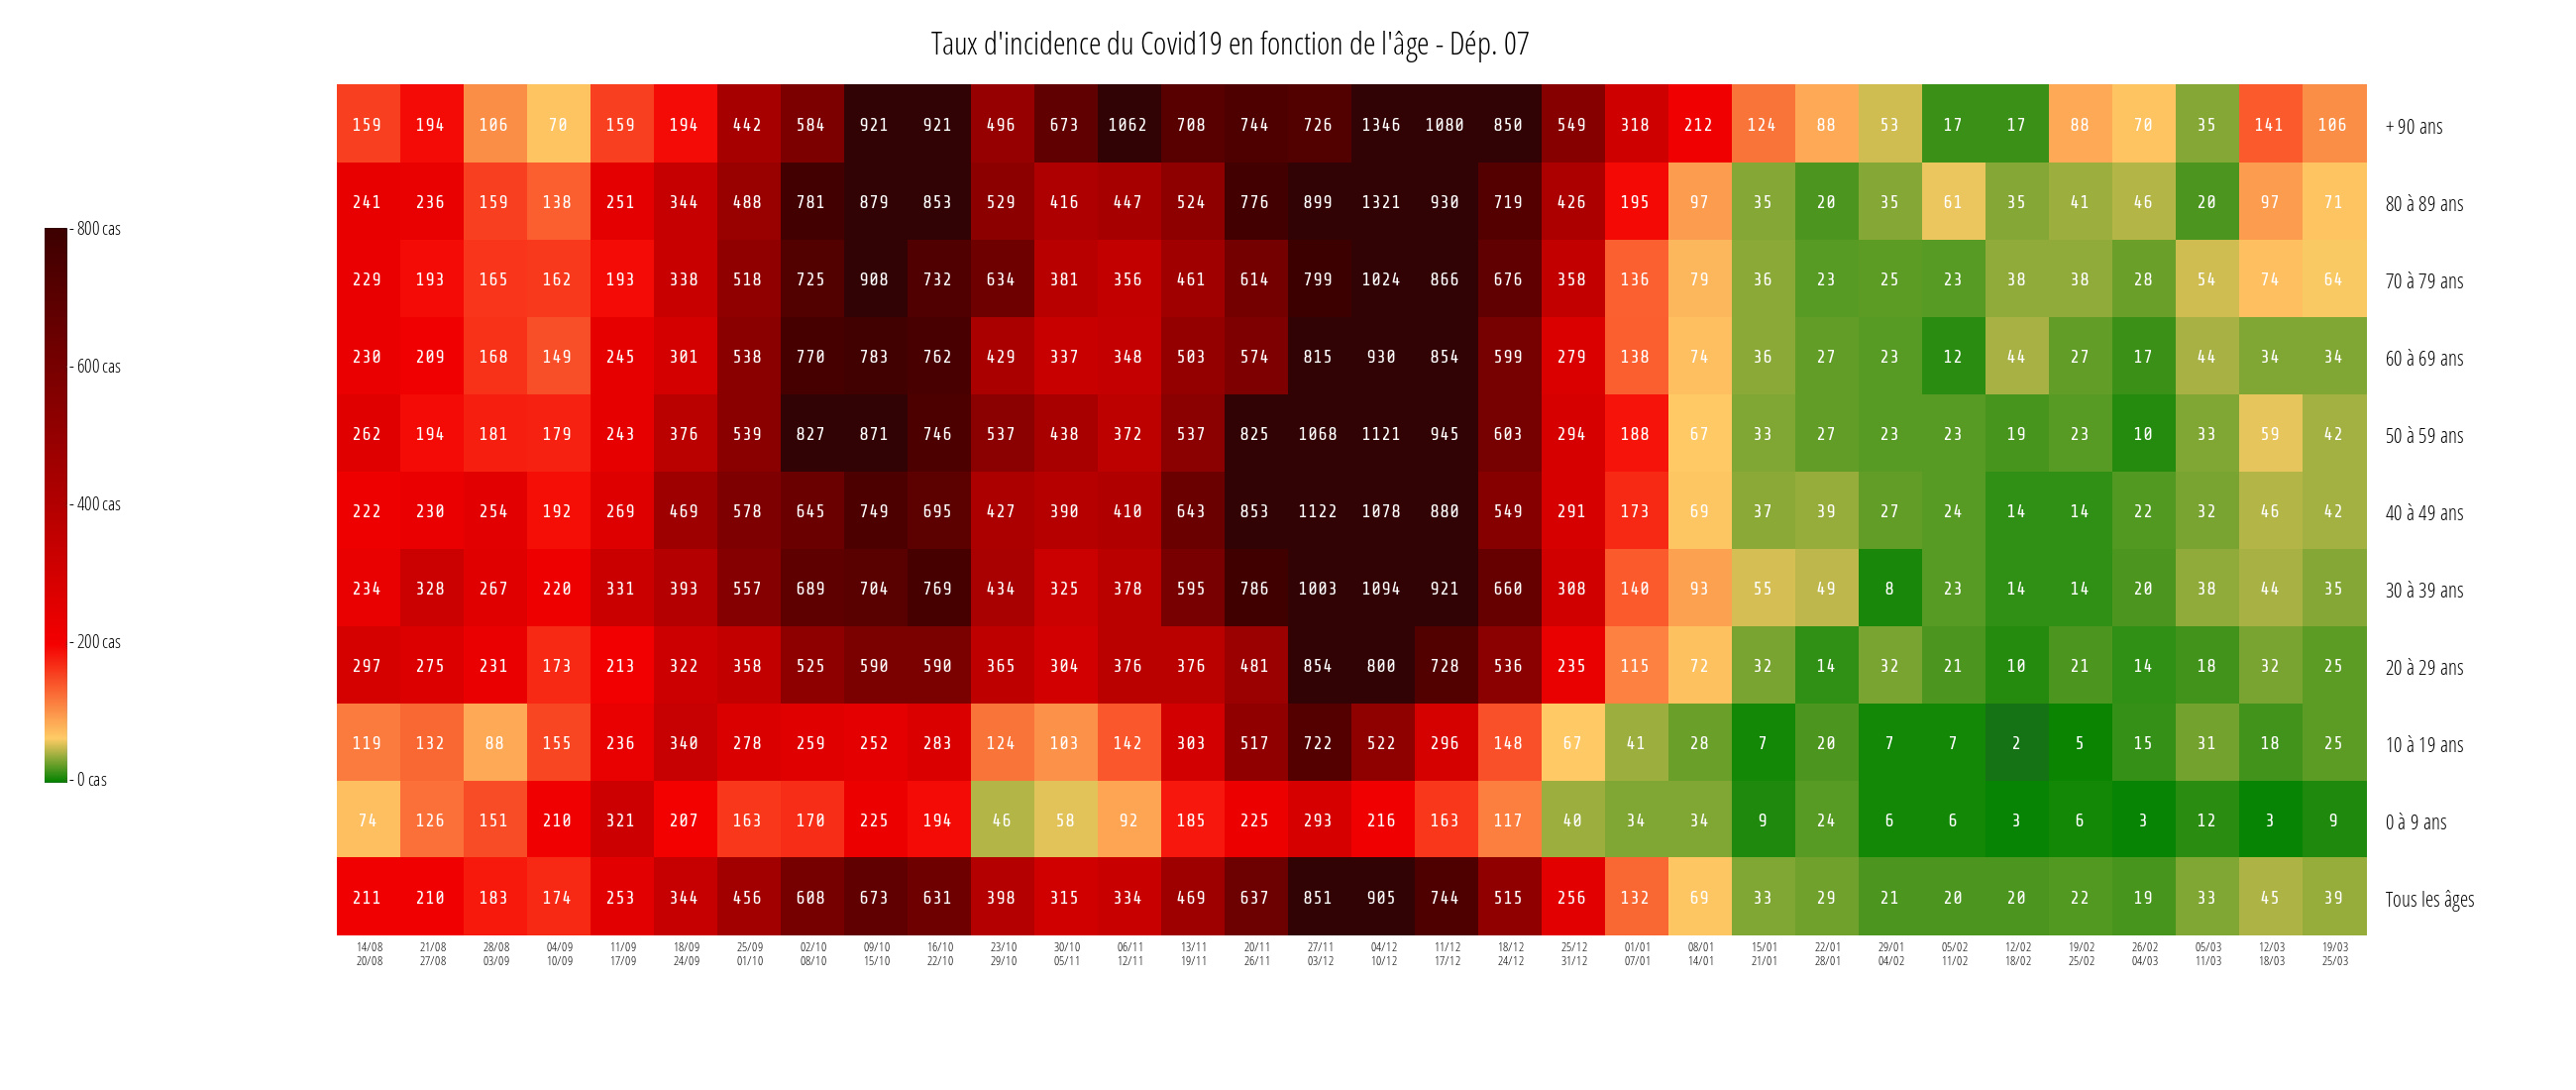 Taux d'incidence du Covid19 en fonction de l'âge - Dép. 07
- 800 cas
- 600 cas
- 400 cas
- 200 cas
- 0 cas
159 194 106 70 159 194 442 584 921 921 496 673 1062 708 744 726 1346 1080 850 549 318 212 124 88 53 17 17 88 70 35 141 106 + 90 ans
241 236 159 138 251 344 488 781 879 853 529 416 447 524 776 899 1321 930 719 426 195 97 35 20 35 61 35 41 46 20 97 71 80 à 89 ans
229 193 165 162 193 338 518 725 908 732 634 381 356 461 614 799 1024 866 676 358 136 79 36 23 25 23 38 38 28 54 74 64 70 à 79 ans
230 209 168 149 245 301 538 770 783 762 429 337 348 503 574 815 930 854 599 279 138 74 36 27 23 12 44 27 17 44 34 34 60 à 69 ans
262 194 181 179 243 376 539 827 871 746 537 438 372 537 825 1068 1121 945 603 294 188 67 33 27 23 23 19 23 10 33 59 42 50 à 59 ans
222 230 254 192 269 469 578 645 749 695 427 390 410 643 853 1122 1078 880 549 291 173 69 37 39 27 24 14 14 22 32 46 42 40 à 49 ans
234 328 267 220 331 393 557 689 704 769 434 325 378 595 786 1003 1094 921 660 308 140 93 55 49 8 23 14 14 20 38 44 35 30 à 39 ans
297 275 231 173 213 322 358 525 590 590 365 304 376 376 481 854 800 728 536 235 115 72 32 14 32 21 10 21 14 18 32 25 20 à 29 ans
119 132 88 155 236 340 278 259 252 283 124 103 142 303 517 722 522 296 148 67 41 28 7 20 7 7 2 5 15 31 18 25 10 à 19 ans
74 126 151 210 321 207 163 170 225 194 46 58 92 185 225 293 216 163 117 40 34 34 9 24 6 6 3 6 3 12 3 9 0 à 9 ans
211 210 183 174 253 344 456 608 673 631 398 315 334 469 637 851 905 744 515 256 132 69 33 29 21 20 20 22 19 33 45 39 Tous les âges
14/08 21/08 28/08 04/09 11/09 18/09 25/09 02/10 09/10 16/10 23/10 30/10 06/11 13/11 20/11 27/11 04/12 11/12 18/12 25/12 01/01 08/01 15/01 22/01 29/01 05/02 12/02 19/02 26/02 05/03 12/03 19/03
20/08 27/08 03/09 10/09 17/09 24/09 01/10 08/10 15/10 22/10 29/10 05/11 12/11 19/11 26/11 03/12 10/12 17/12 24/12 31/12 07/01 14/01 21/01 28/01 04/02 11/02 18/02 25/02 04/03 11/03 18/03 25/03